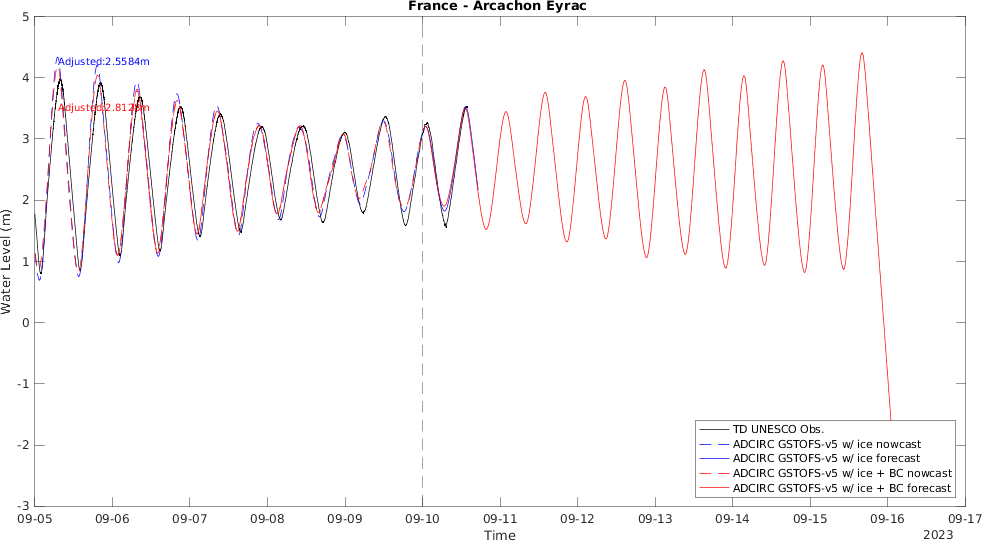 France - Arcachon Eyrac
5
4
3
2
1
0
-1
-2
-3
Water Level (m)
Adjusted:2.5584m
TD UNESCO Obs.
ADCIRC GSTOFS-v5 w/ ice nowcast
ADCIRC GSTOFS-v5 w/ ice forecast
ADCIRC GSTOFS-v5 w/ ice + BC nowcast
ADCIRC GSTOFS-v5 w/ ice + BC forecast
09-05 09-06 09-07 09-08 09-09 09-10 09-11 09-12 09-13 09-14 09-15 09-16 09-17
Time
2023